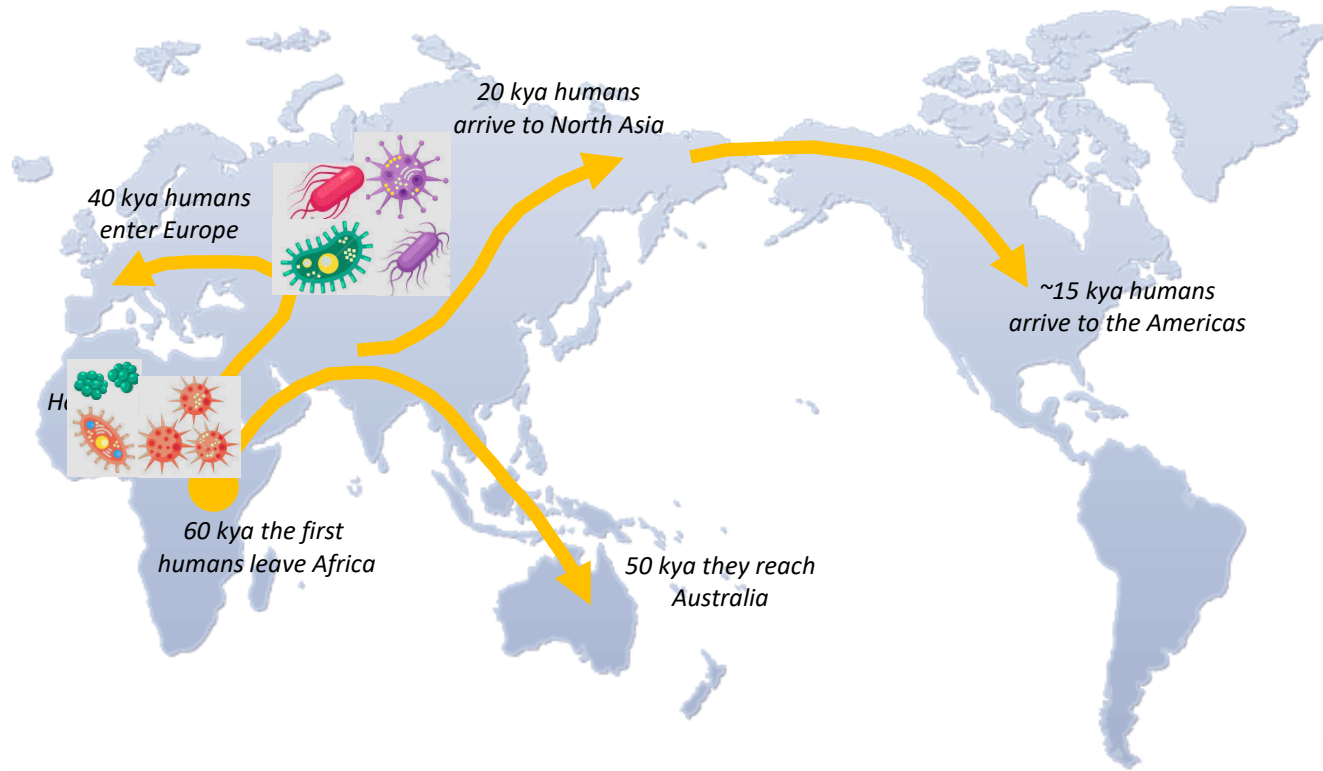 20 kya humans
arrive to North Asia
40 kya humans
enter Europe
~15 kya humans
arrive to the Americas
60 kya the first
humans leave Africa
50 kya they reach
Australia